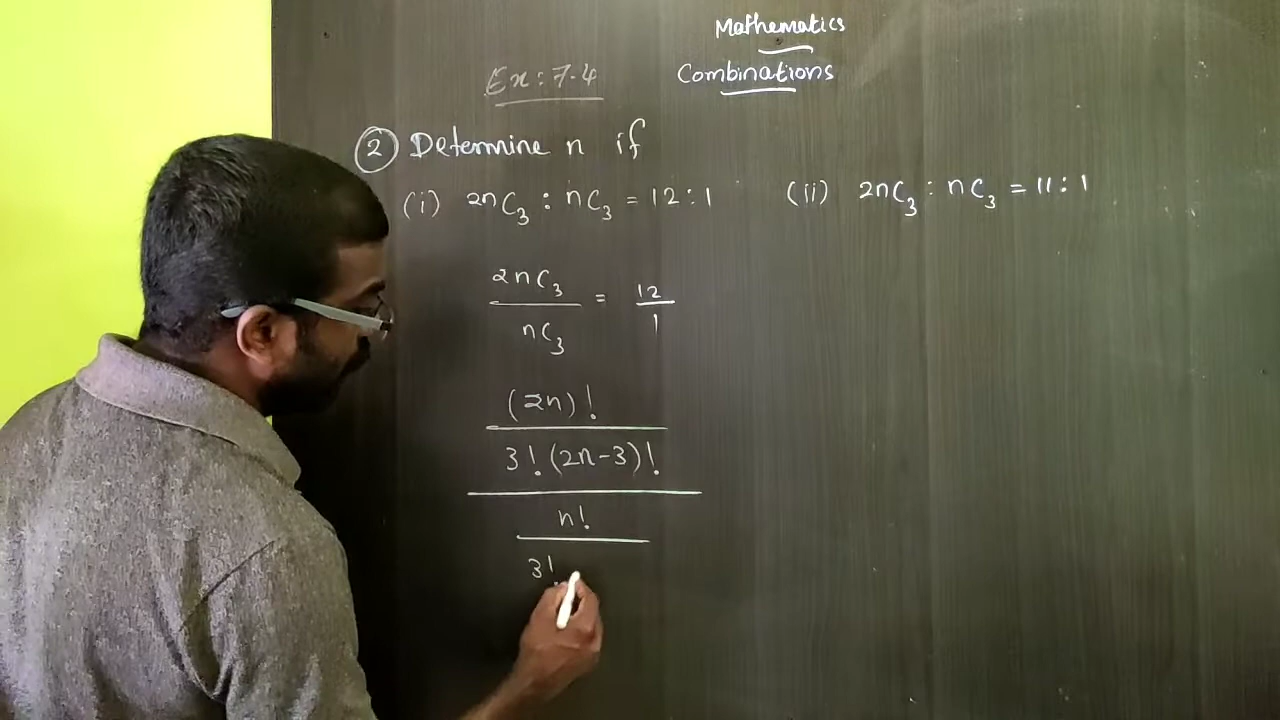 Mathematics
Ex: 7.4 Combinations
2 Determine n if
(i) 2nC₃ : nC₃ = 12 : 1 (ii) 2nC₃ : nC₃ = 11 : 1
2nC₃
= 12
nC₃ 1
(2n)!
3! (2n-3)!
n!
3!